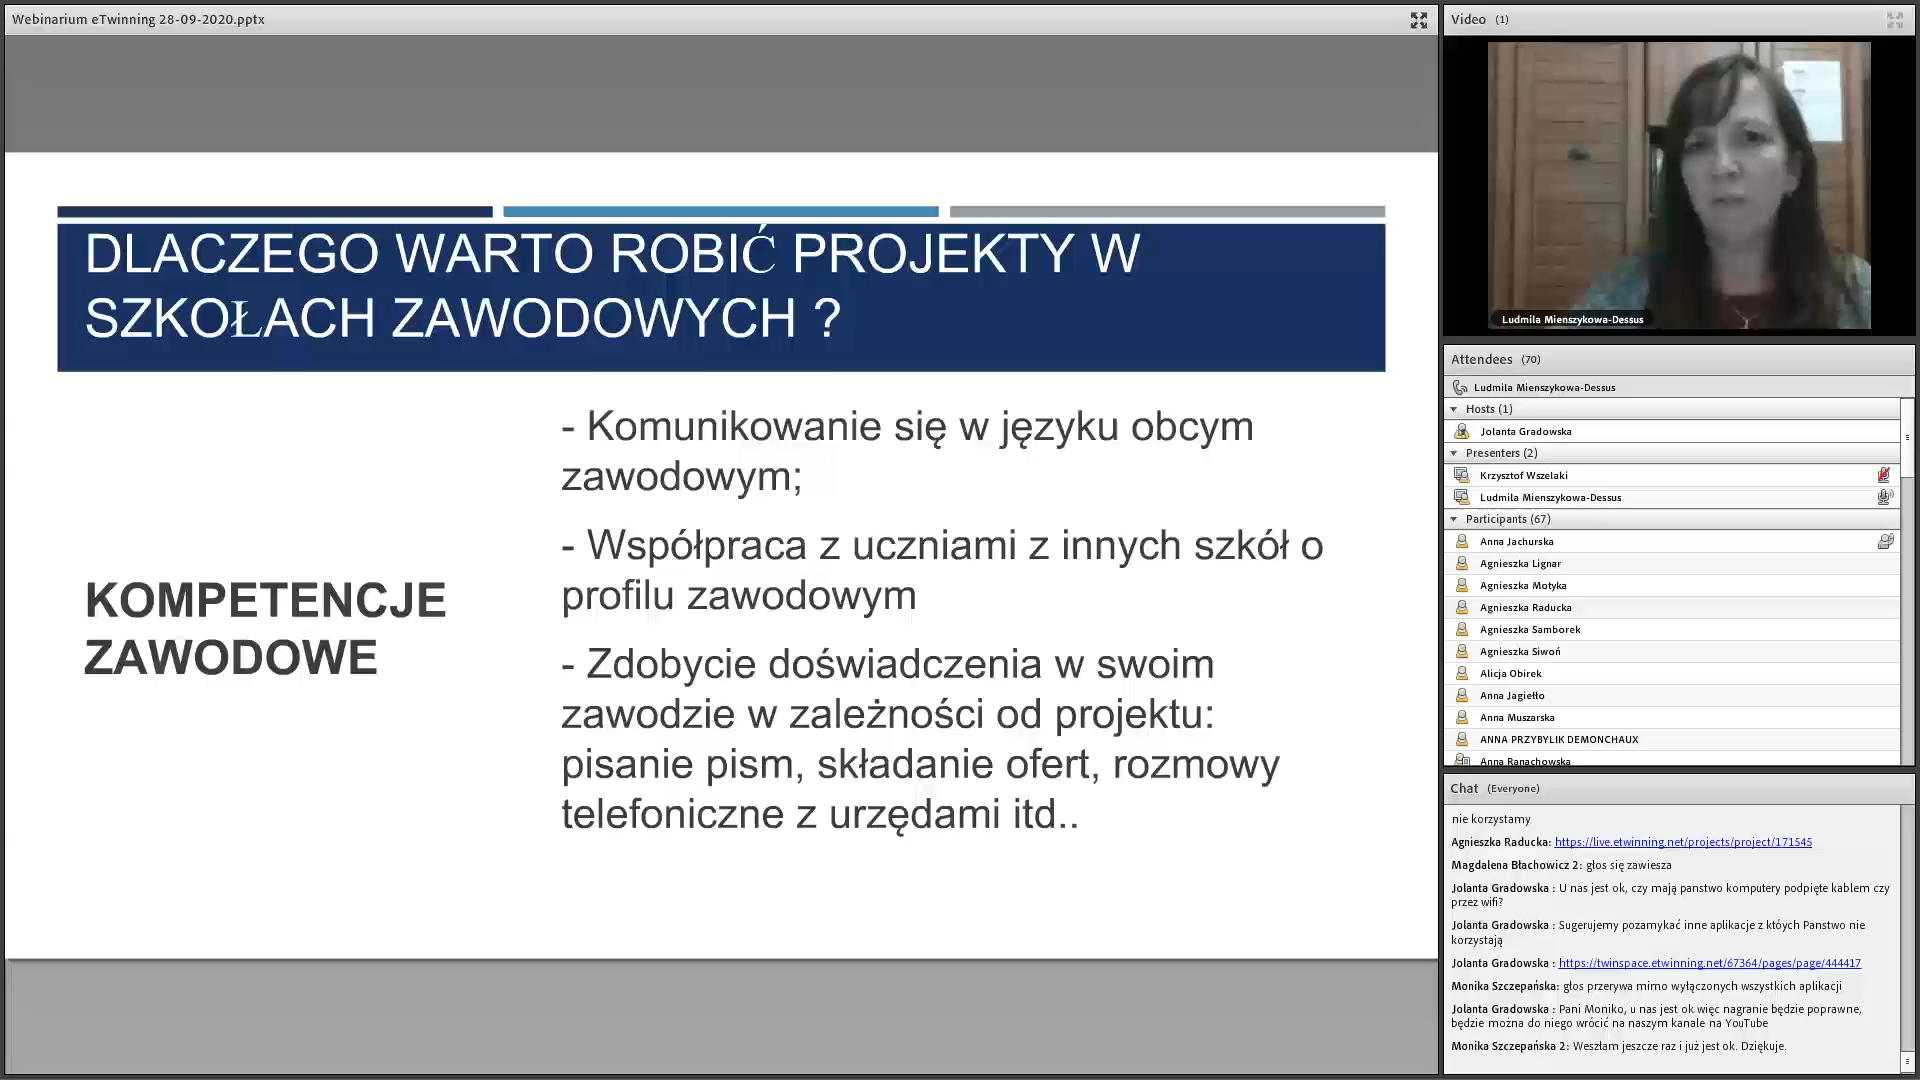 Webinarium eTwinning 28-09-2020.pptx
DLACZEGO WARTO ROBIĆ PROJEKTY W
SZKOŁACH ZAWODOWYCH ?
KOMPETENCJE
ZAWODOWE
- Komunikowanie się w języku obcym
zawodowym;
- Współpraca z uczniami z innych szkół o
profilu zawodowym
- Zdobycie doświadczenia w swoim
zawodzie w zależności od projektu:
pisanie pism, składanie ofert, rozmowy
telefoniczne z urzędami itd..
Video (1)
Ludmila Mienszykowa-Dessus
Attendees (70)
Ludmila Mienszykowa-Dessus
Hosts (1)
Jolanta Gradowska
Presenters (2)
Krzysztof Wszelaki
Ludmila Mienszykowa-Dessus
Participants (67)
Anna Jachurska
Agnieszka Lignar
Agnieszka Motyka
Agnieszka Raducka
Agnieszka Samborek
Agnieszka Siwoń
Alicja Obirek
Anna Jagiełło
Anna Muszarska
ANNA PRZYBYLIK DEMONCHAUX
Anna Ranachowska
Chat (Everyone)
nie korzystamy
Agnieszka Raducka: https://live.etwinning.net/projects/project/171545
Magdalena Błachowicz 2: głos się zawiesza
Jolanta Gradowska : U nas jest ok, czy mają panstwo komputery podpięte kablem czy
przez wifi?
Jolanta Gradowska : Sugerujemy pozamykać inne aplikacje z któych Panstwo nie
korzystają
Jolanta Gradowska : https://twinspace.etwinning.net/67364/pages/page/444417
Monika Szczepańska: głos przerywa mimo wyłączonych wszystkich aplikacji
Jolanta Gradowska : Pani Moniko, u nas jest ok więc nagranie będzie poprawne,
będzie można do niego wrócić na naszym kanale na YouTube
Monika Szczepańska 2: Weszłam jeszcze raz i już jest ok. Dziękuje.